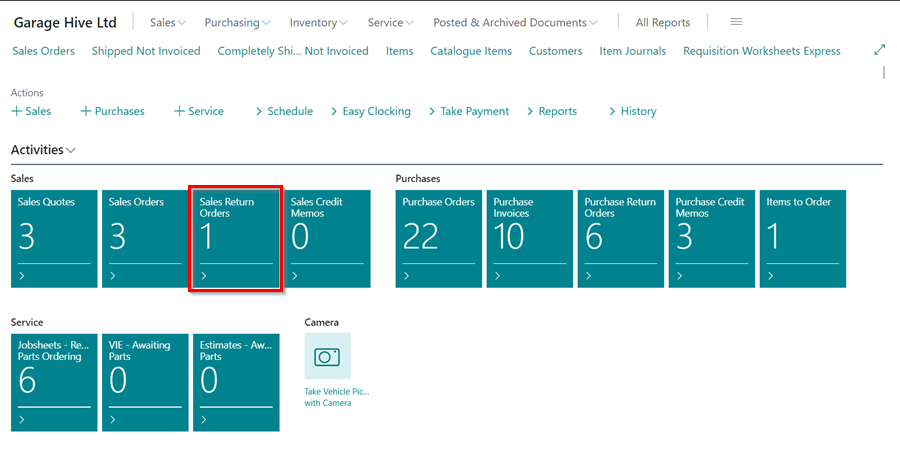 Garage Hive Ltd Sales Purchasing Inventory Service Posted & Archived Documents All Reports
Sales Orders Shipped Not Invoiced Completely Shi... Not Invoiced Items Catalogue Items Customers Item Journals Requisition Worksheets Express
Actions
+ Sales + Purchases + Service > Schedule > Easy Clocking > Take Payment > Reports > History
Activities
Sales
Sales Quotes
3
Sales Orders
3
Sales Return
Orders
1
Sales Credit
Memos
0
Purchases
Purchase Orders
22
Purchase
Invoices
10
Purchase Return
Orders
6
Purchase Credit
Memos
3
Items to Order
1
Service
Jobsheets - Re...
Parts Ordering
6
VIE - Awaiting
Parts
0
Estimates - Aw...
Parts
0
Camera
Take Vehicle Pic...
with Camera